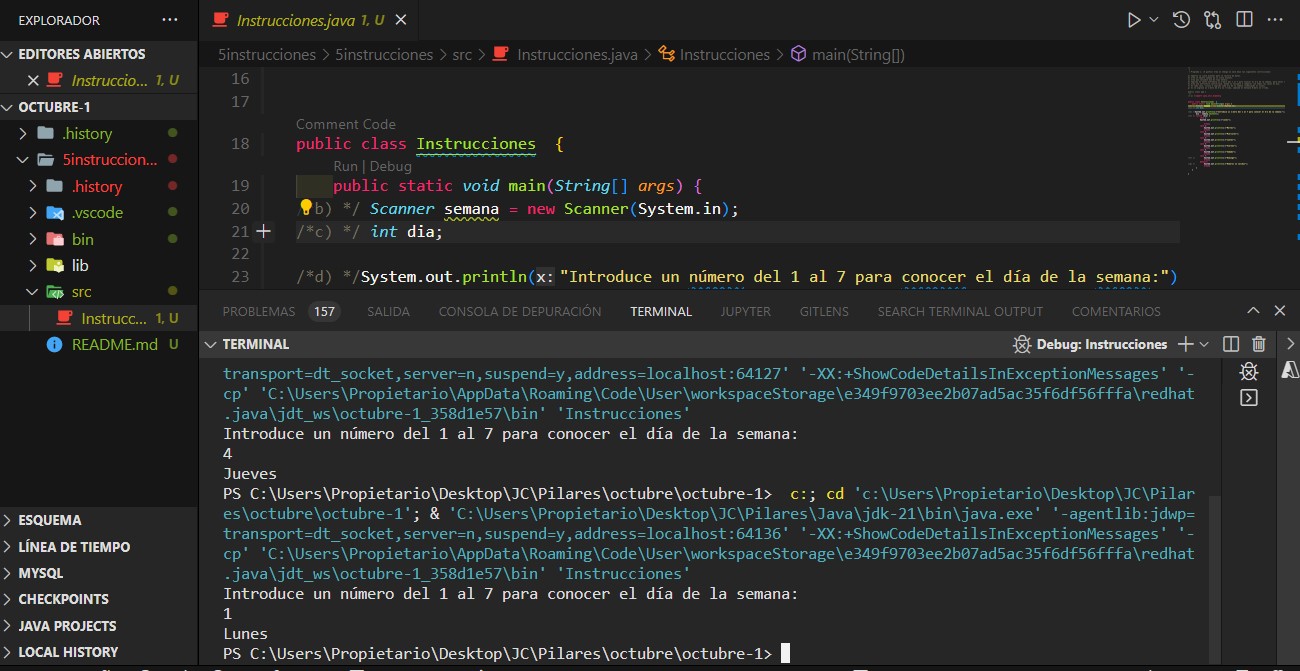 EXPLORADOR ···
Instrucciones.java 1, U
EDITORES ABIERTOS
Instruccio... 1, U
OCTUBRE-1
.history
5instruccion...
.history
.vscode
bin
lib
src
Instrucc... 1, U
README.md U
ESQUEMA
LÍNEA DE TIEMPO
MYSQL
CHECKPOINTS
JAVA PROJECTS
LOCAL HISTORY
5instrucciones > 5instrucciones > src > Instrucciones.java > Instrucciones > main(String[])
16
17
Comment Code
18 public class Instrucciones {
Run | Debug
19 public static void main(String[] args) {
20 b) */ Scanner semana = new Scanner(System.in);
21 /*c) */ int dia;
22
23 /*d) */System.out.println(x: "Introduce un número del 1 al 7 para conocer el día de la semana:")
PROBLEMAS 157 SALIDA CONSOLA DE DEPURACIÓN TERMINAL JUPYTER GITLENS SEARCH TERMINAL OUTPUT COMENTARIOS
TERMINAL Debug: Instrucciones
transport=dt_socket,server=n,suspend=y,address=localhost:64127' '-XX:+ShowCodeDetailsInExceptionMessages' '-
cp' 'C:\Users\Propietario\AppData\Roaming\Code\User\workspaceStorage\e349f9703ee2b07ad5ac35f6df56fffa\redhat
.java\jdt_ws\octubre-1_358d1e57\bin' 'Instrucciones'
Introduce un número del 1 al 7 para conocer el día de la semana:
4
Jueves
PS C:\Users\Propietario\Desktop\JC\Pilares\octubre\octubre-1>  c:; cd 'c:\Users\Propietario\Desktop\JC\Pilar
es\octubre\octubre-1'; & 'C:\Users\Propietario\Desktop\JC\Pilares\Java\jdk-21\bin\java.exe' '-agentlib:jdwp=
transport=dt_socket,server=n,suspend=y,address=localhost:64136' '-XX:+ShowCodeDetailsInExceptionMessages' '-
cp' 'C:\Users\Propietario\AppData\Roaming\Code\User\workspaceStorage\e349f9703ee2b07ad5ac35f6df56fffa\redhat
.java\jdt_ws\octubre-1_358d1e57\bin' 'Instrucciones'
Introduce un número del 1 al 7 para conocer el día de la semana:
1
Lunes
PS C:\Users\Propietario\Desktop\JC\Pilares\octubre\octubre-1>